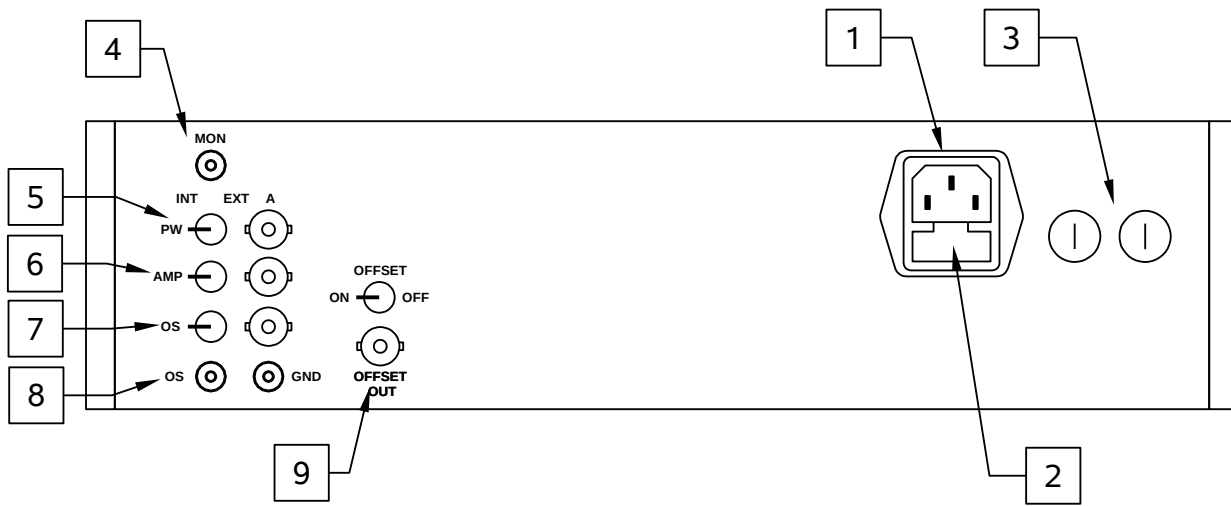 4
1
3
MON
5
INT EXT A
PW
6
AMP
OFFSET
ON OFF
7
OS
8
OS GND
OFFSET
OUT
9
2